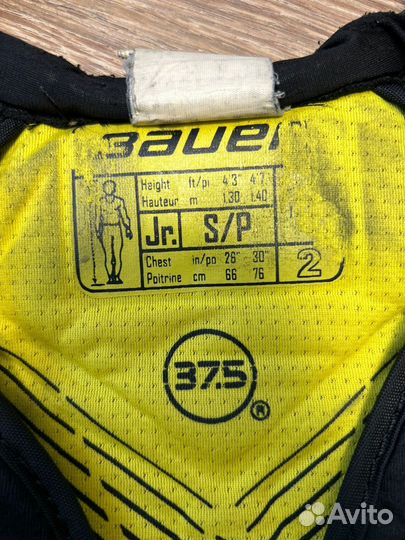 BAUER
Height ft/pi 4'3" 4'7"
Hauteur m 1.30 1.40
Jr. S/P
Chest in/po 26" 30"
Poitrine cm 66 76
2
37.5
®
Avito